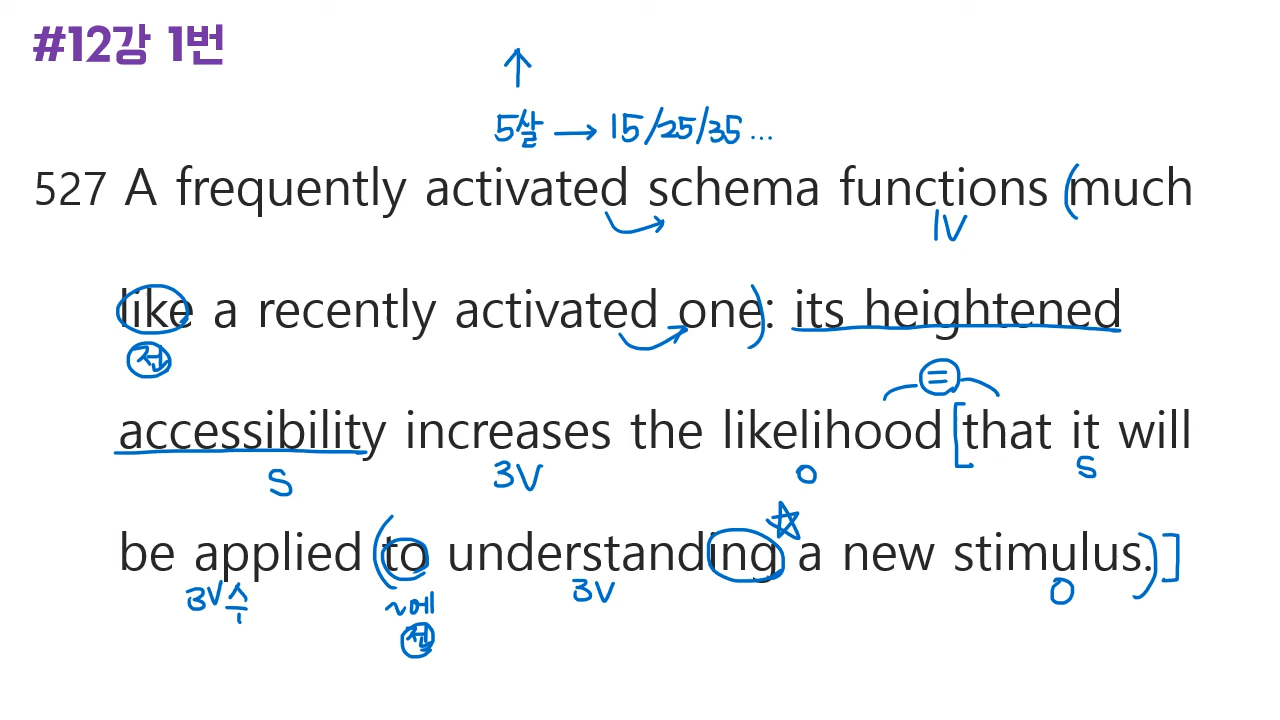 #12강 1번
5살 → 15/25/35 ...
527 A frequently activated schema functions (much
1V
like a recently activated one): its heightened
전
=
accessibility increases the likelihood [that it will
S 3V O S
be applied (to understanding a new stimulus.)]
3V수 ~에 3V O
전